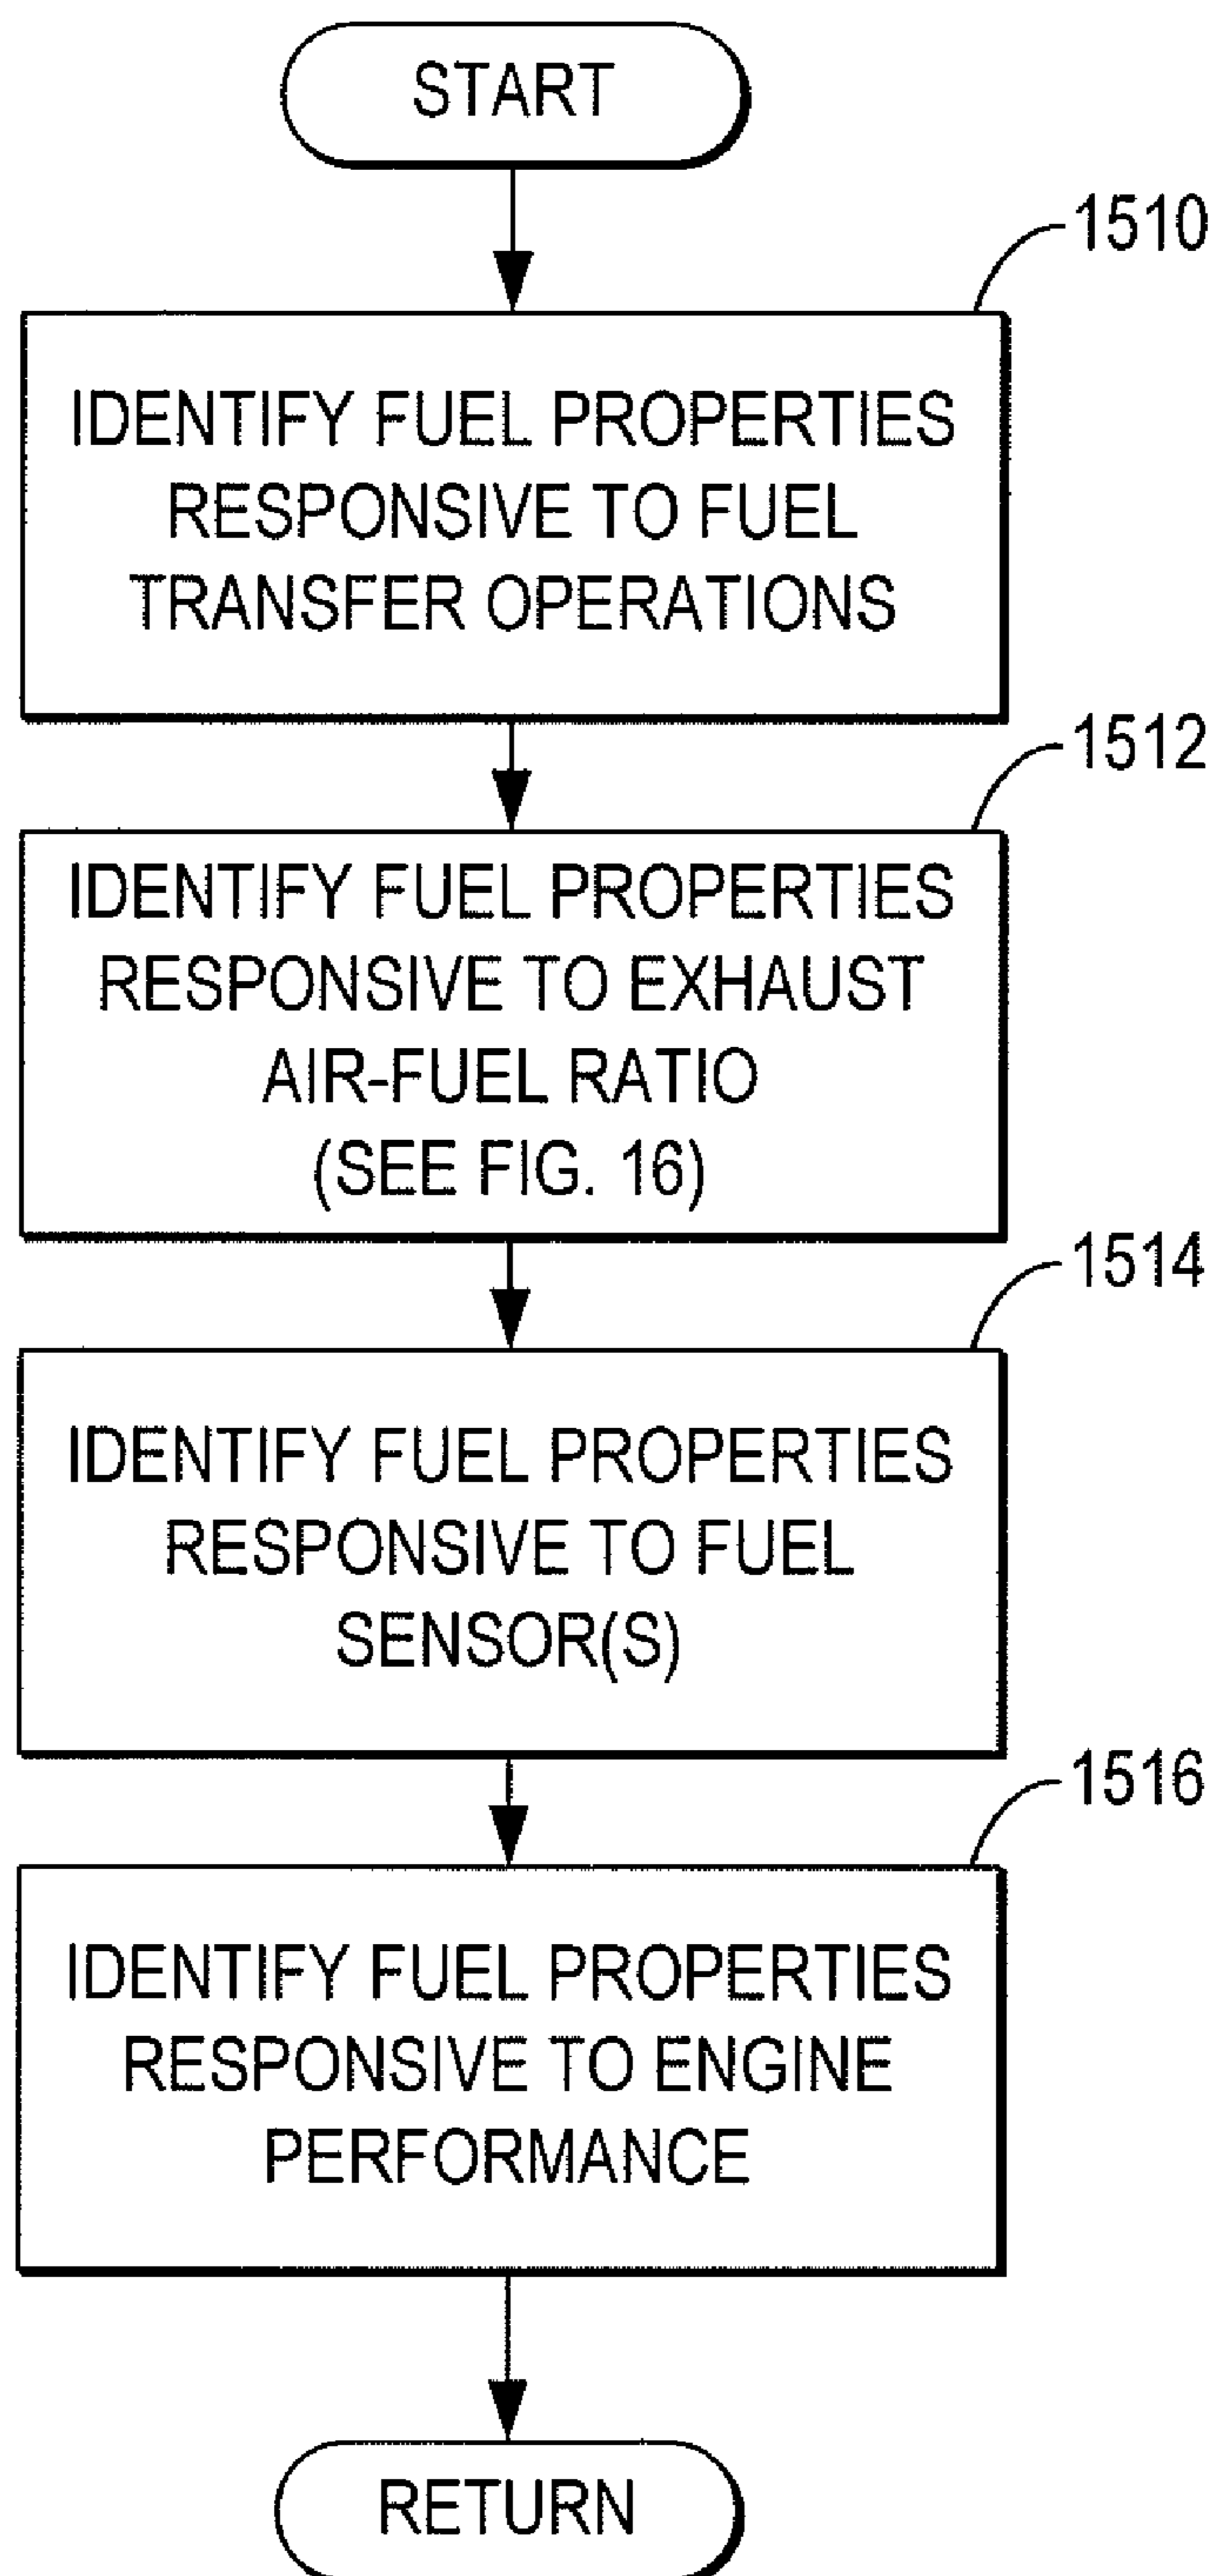 START
1510
IDENTIFY FUEL PROPERTIES
RESPONSIVE TO FUEL
TRANSFER OPERATIONS
1512
IDENTIFY FUEL PROPERTIES
RESPONSIVE TO EXHAUST
AIR-FUEL RATIO
(SEE FIG. 16)
1514
IDENTIFY FUEL PROPERTIES
RESPONSIVE TO FUEL
SENSOR(S)
1516
IDENTIFY FUEL PROPERTIES
RESPONSIVE TO ENGINE
PERFORMANCE
RETURN